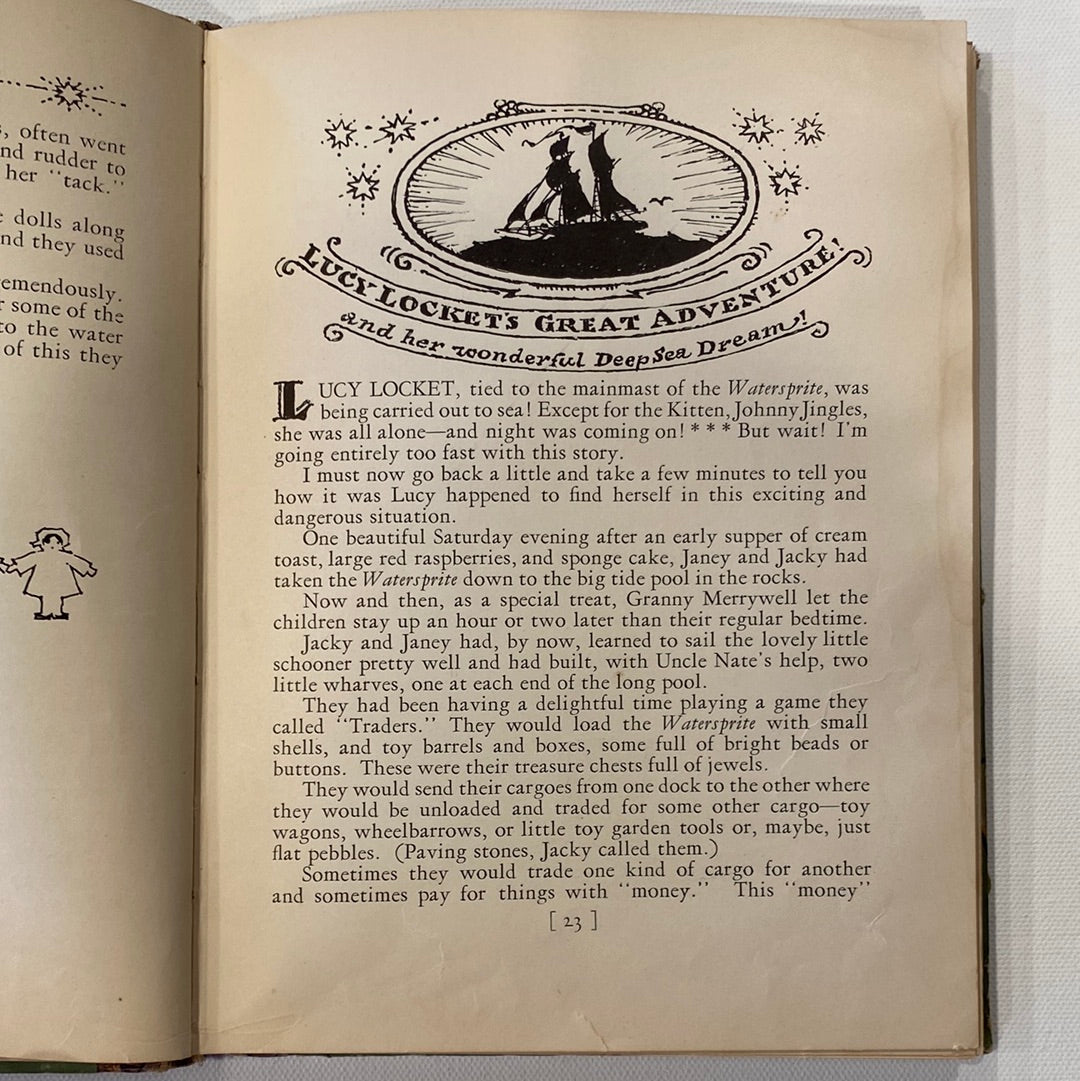 s, often went
nd rudder to
her "tack."
e dolls along
nd they used
emendously.
r some of the
to the water
of this they
LUCY LOCKET'S GREAT ADVENTURE!
and her wonderful Deep Sea Dream!
LUCY LOCKET, tied to the mainmast of the Watersprite, was
being carried out to sea! Except for the Kitten, Johnny Jingles,
she was all alone—and night was coming on! * * * But wait! I'm
going entirely too fast with this story.
I must now go back a little and take a few minutes to tell you
how it was Lucy happened to find herself in this exciting and
dangerous situation.
One beautiful Saturday evening after an early supper of cream
toast, large red raspberries, and sponge cake, Janey and Jacky had
taken the Watersprite down to the big tide pool in the rocks.
Now and then, as a special treat, Granny Merrywell let the
children stay up an hour or two later than their regular bedtime.
Jacky and Janey had, by now, learned to sail the lovely little
schooner pretty well and had built, with Uncle Nate's help, two
little wharves, one at each end of the long pool.
They had been having a delightful time playing a game they
called "Traders." They would load the Watersprite with small
shells, and toy barrels and boxes, some full of bright beads or
buttons. These were their treasure chests full of jewels.
They would send their cargoes from one dock to the other where
they would be unloaded and traded for some other cargo—toy
wagons, wheelbarrows, or little toy garden tools or, maybe, just
flat pebbles. (Paving stones, Jacky called them.)
Sometimes they would trade one kind of cargo for another
and sometimes pay for things with "money." This "money"
[ 23 ]